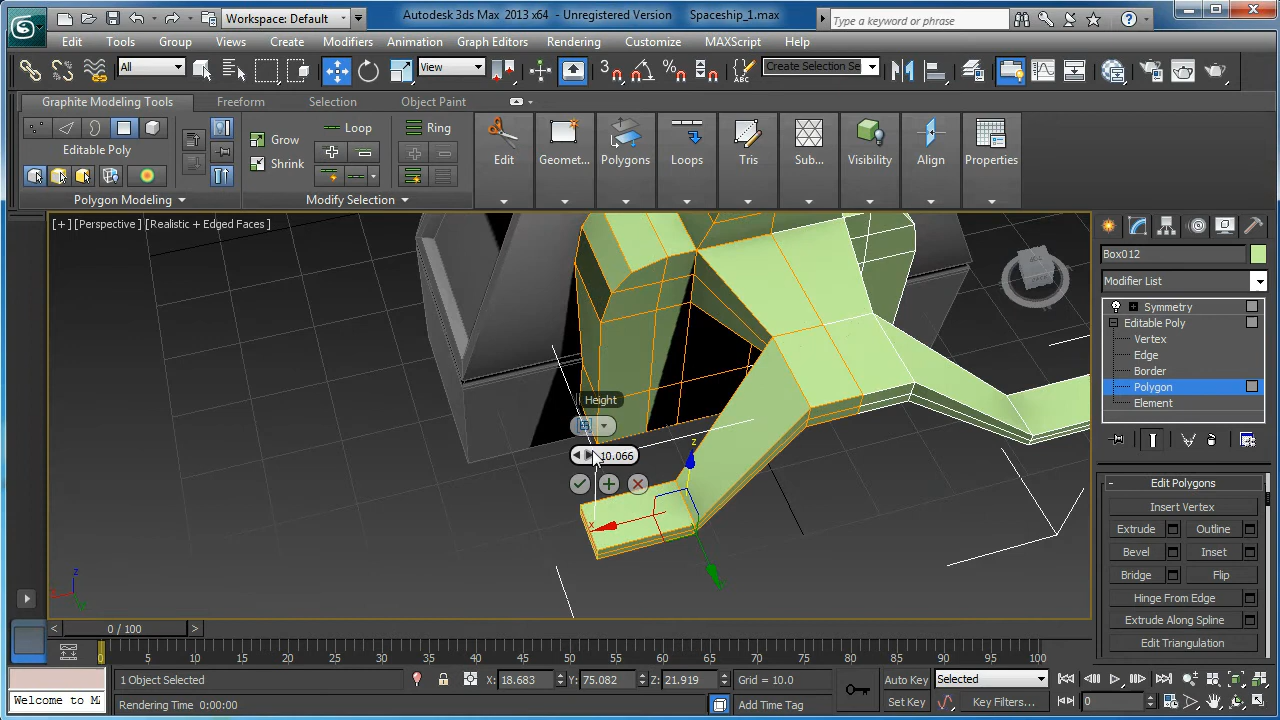 Workspace: Default
Autodesk 3ds Max 2013 x64 - Unregistered Version Spaceship_1.max
Type a keyword or phrase
Edit Tools Group Views Create Modifiers Animation Graph Editors Rendering Customize MAXScript Help
All
View
Create Selection Se
Graphite Modeling Tools Freeform Selection Object Paint
Editable Poly
Polygon Modeling
Grow
Shrink
Loop
Ring
Modify Selection
Edit
Geomet...
Polygons
Loops
Tris
Sub...
Visibility
Align
Properties
[+] [Perspective ] [Realistic + Edged Faces ]
Height
10.066
z
x
z
Box012
Modifier List
Symmetry
Editable Poly
Vertex
Edge
Border
Polygon
Element
- Edit Polygons
Insert Vertex
Extrude Outline
Bevel Inset
Bridge Flip
Hinge From Edge
Extrude Along Spline
Edit Triangulation
< 0 / 100 >
0 5 10 15 20 25 30 35 40 45 50 55 60 65 70 75 80 85 90 95 100
1 Object Selected
X: 18.683 Y: 75.082 Z: 21.919 Grid = 10.0
Auto Key Selected
Welcome to M
Rendering Time 0:00:00
Add Time Tag
Set Key Key Filters...
0